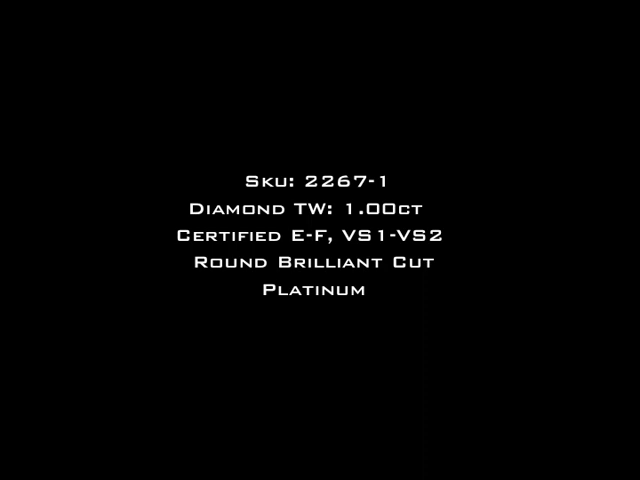 Sku: 2267-1
Diamond TW: 1.00ct
Certified E-F, VS1-VS2
Round Brilliant Cut
Platinum